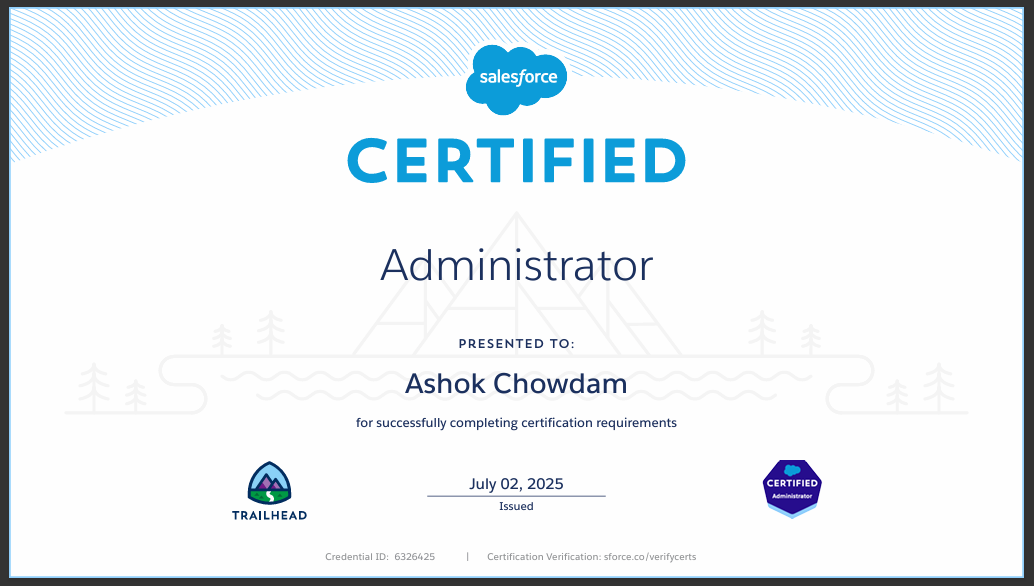 salesforce
CERTIFIED
Administrator
PRESENTED TO:
Ashok Chowdam
for successfully completing certification requirements
July 02, 2025
Issued
TRAILHEAD
CERTIFIED
Administrator
Credential ID: 6326425 | Certification Verification: sforce.co/verifycerts